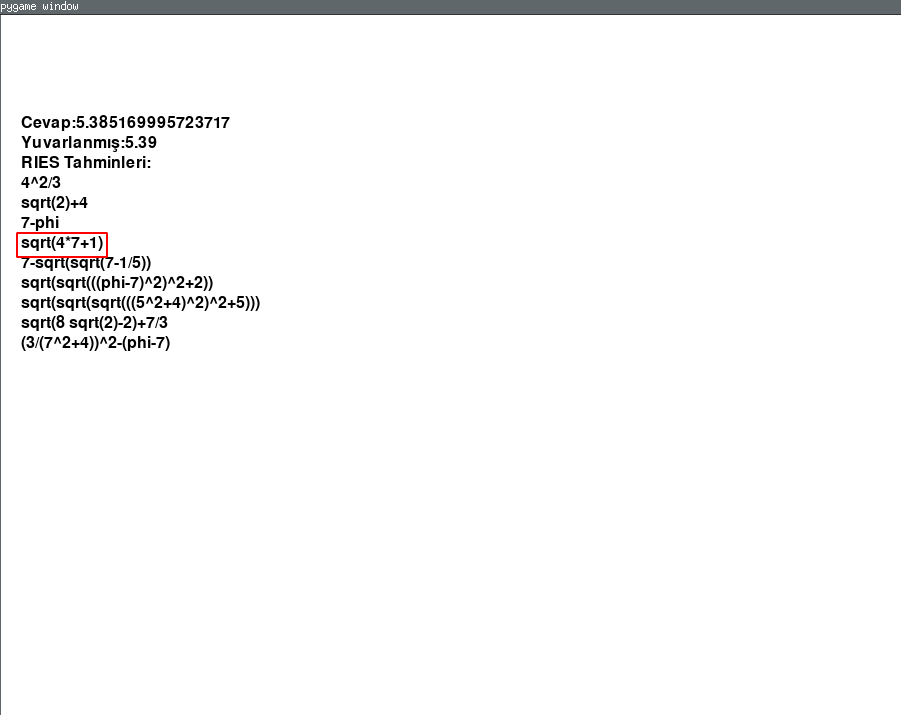 pygame window
Cevap:5.385169995723717
Yuvarlanmış:5.39
RIES Tahminleri:
4^2/3
sqrt(2)+4
7-phi
sqrt(4*7+1)
7-sqrt(sqrt(7-1/5))
sqrt(sqrt(((phi-7)^2)^2+2))
sqrt(sqrt(sqrt(((5^2+4)^2)^2+5)))
sqrt(8 sqrt(2)-2)+7/3
(3/(7^2+4))^2-(phi-7)